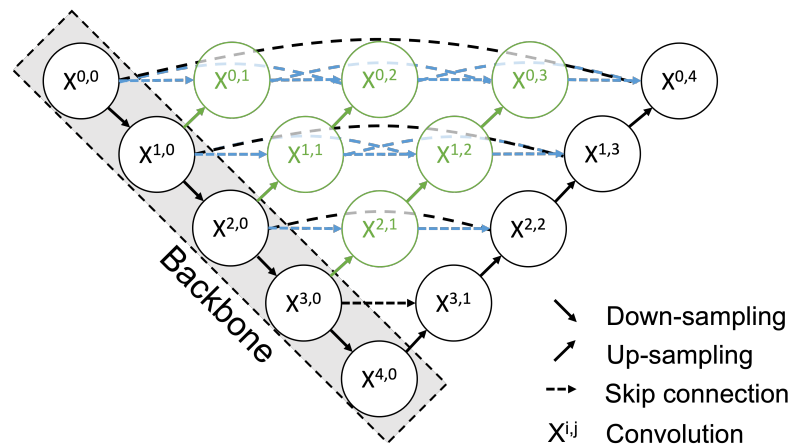 X0,0 X0,1 X0,2 X0,3 X0,4
X1,0 X1,1 X1,2 X1,3
X2,0 X2,1 X2,2
X3,0 X3,1
X4,0
Backbone
Down-sampling
Up-sampling
Skip connection
Xi,j Convolution